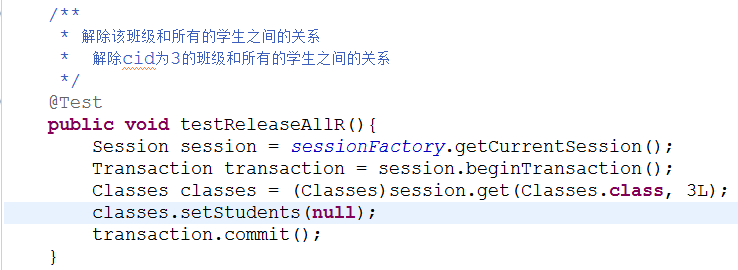 /**
 * 解除该班级和所有的学生之间的关系
 *  解除cid为3的班级和所有的学生之间的关系
 */
@Test
public void testReleaseAllR(){
    Session session = sessionFactory.getCurrentSession();
    Transaction transaction = session.beginTransaction();
    Classes classes = (Classes)session.get(Classes.class, 3L);
    classes.setStudents(null);
    transaction.commit();
}